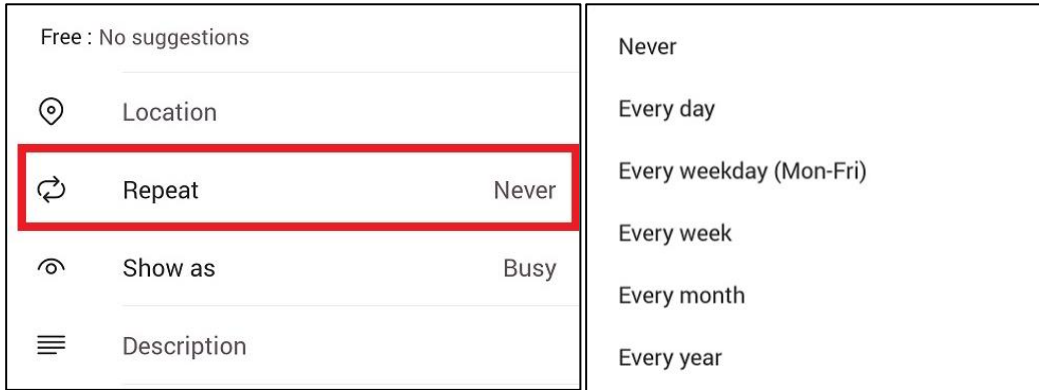 Free : No suggestions
Location
Repeat Never
Show as Busy
Description
Never
Every day
Every weekday (Mon-Fri)
Every week
Every month
Every year